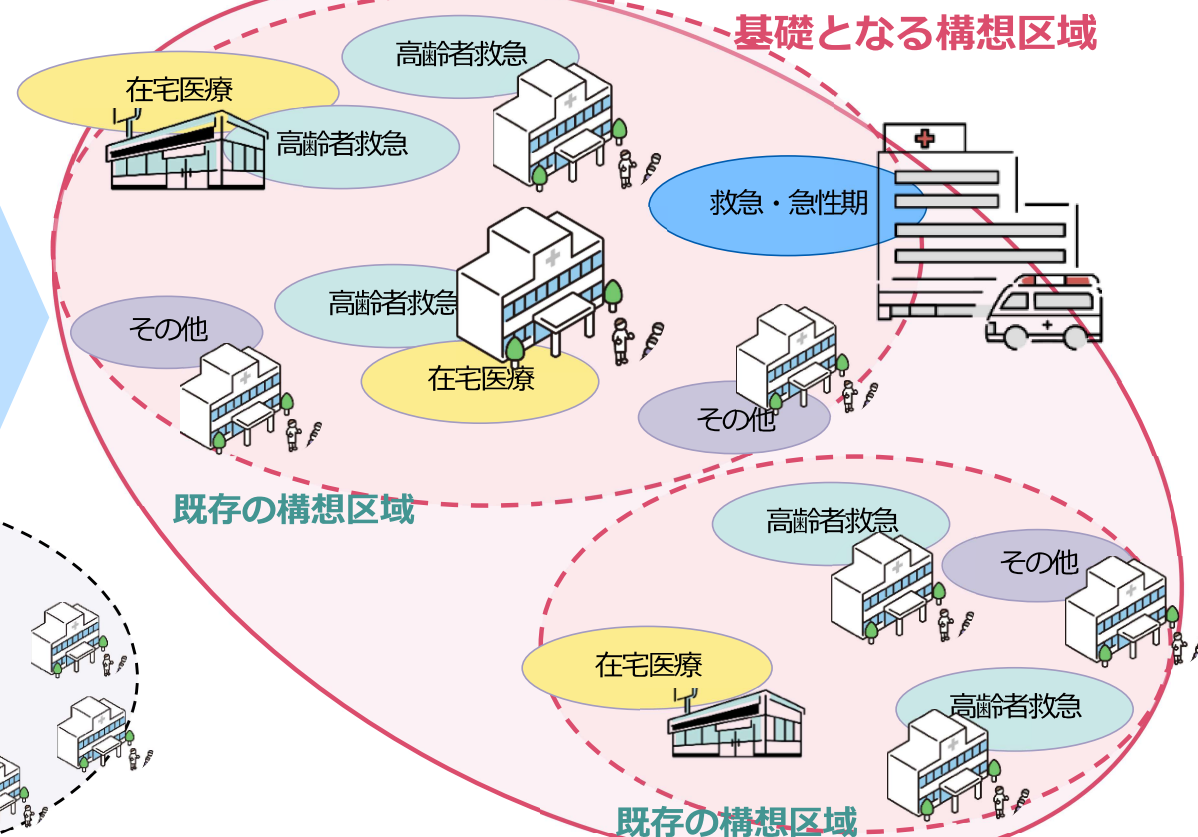 基礎となる構想区域
高齢者救急
在宅医療
高齢者救急
救急・急性期
高齢者救急
その他
在宅医療
その他
既存の構想区域
高齢者救急
その他
在宅医療
高齢者救急
既存の構想区域